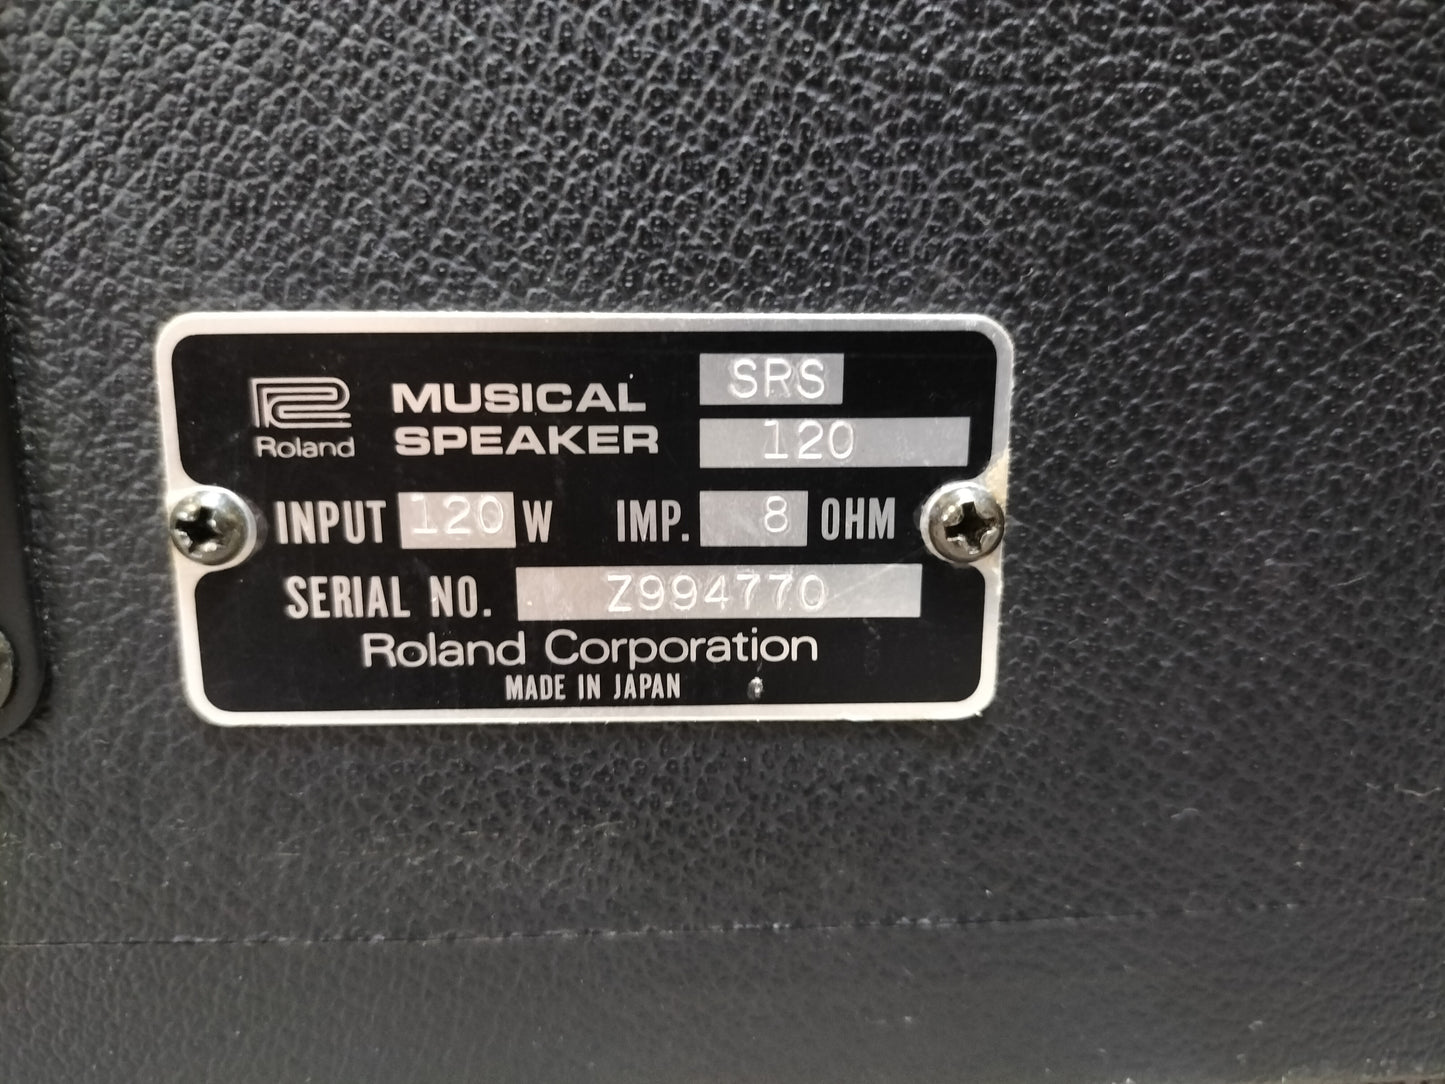 Roland
MUSICAL SPEAKER
SRS
120
INPUT 120 W IMP. 8 OHM
SERIAL NO. Z994770
Roland Corporation
MADE IN JAPAN